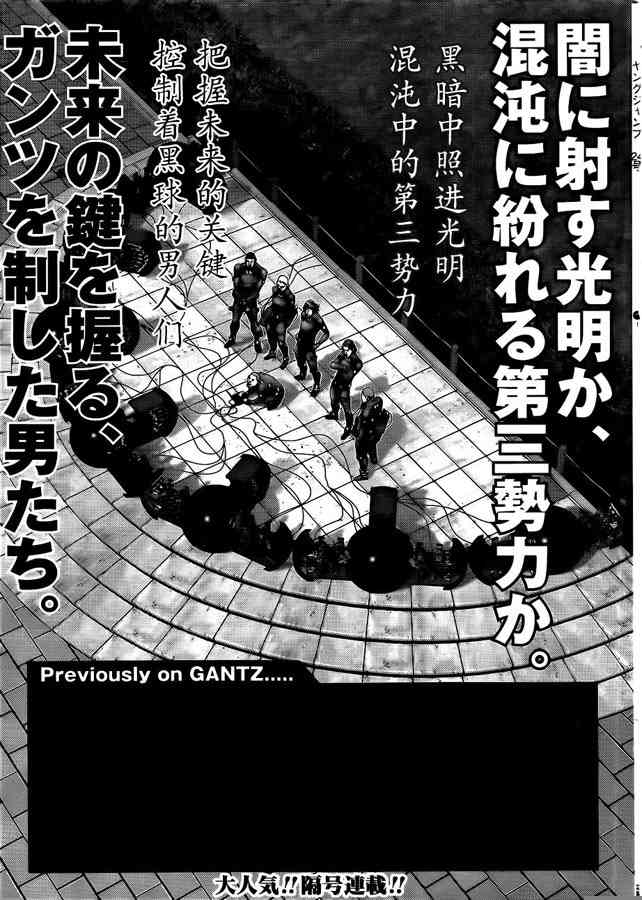 闇に射す光明か、
混沌に紛れる第三勢力か。
黑暗中照进光明
混沌中的第三势力
把握未来的关键
控制着黑球的男人们
未来の鍵を握る、
ガンツを制した男たち。
Previously on GANTZ.....
大人気!!隔号連載!!